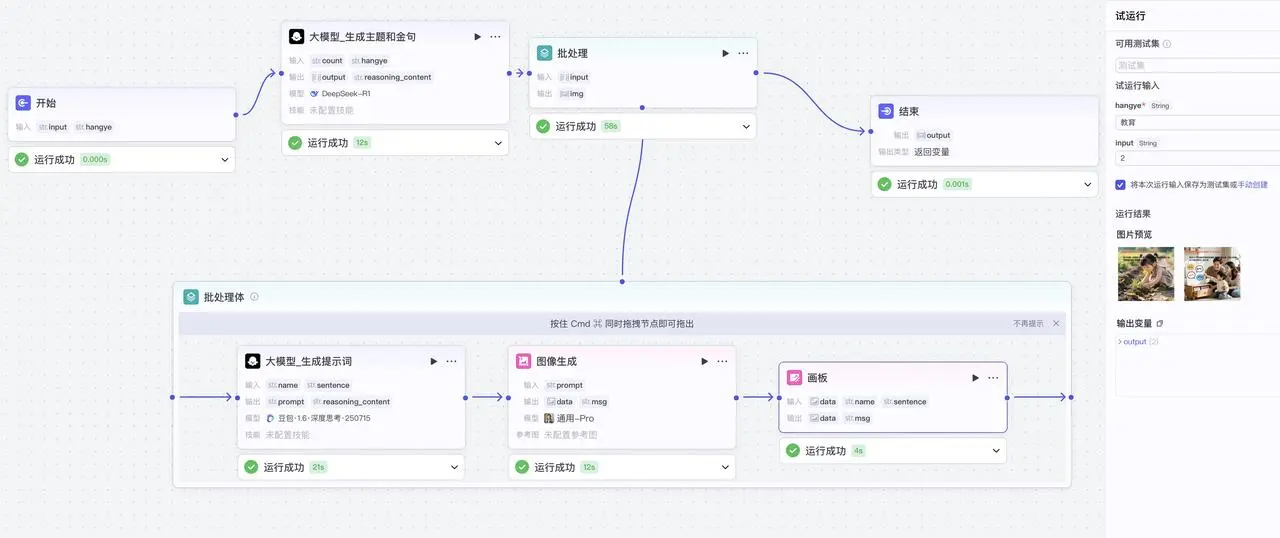 开始
输入 str.input str.hangye
运行成功 0.000s
大模型_生成主题和金句
输入 str.count str.hangye
输出 output str.reasoning_content
模型 DeepSeek-R1
技能 未配置技能
运行成功 12s
批处理
输入 input
输出 img
运行成功 58s
结束
输出 output
输出类型 返回变量
运行成功 0.001s
批处理体
按住 Cmd ⌘ 同时拖拽节点即可拖出 不再提示
大模型_生成提示词
输入 str.name str.sentence
输出 str.prompt str.reasoning_content
模型 豆包·1.6·深度思考·250715
技能 未配置技能
运行成功 21s
图像生成
输入 str.prompt
输出 data str.msg
模型 通用-Pro
参考图 未配置参考图
运行成功 12s
画板
输入 data str.name str.sentence
输出 data str.msg
运行成功 4s
试运行
可用测试集
测试集
试运行输入
hangye* String
教育
input String
2
将本次运行输入保存为测试集或手动创建
运行结果
图片预览
输出变量
output (2)